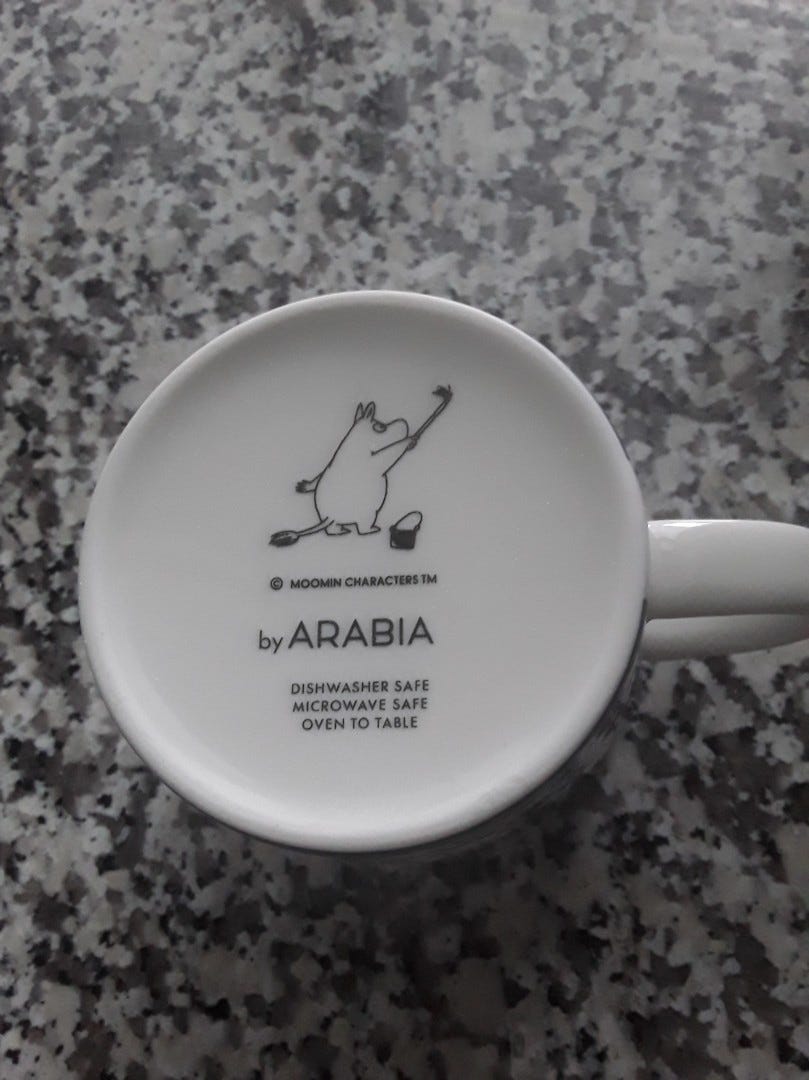 © MOOMIN CHARACTERS TM
by ARABIA
DISHWASHER SAFE
MICROWAVE SAFE
OVEN TO TABLE